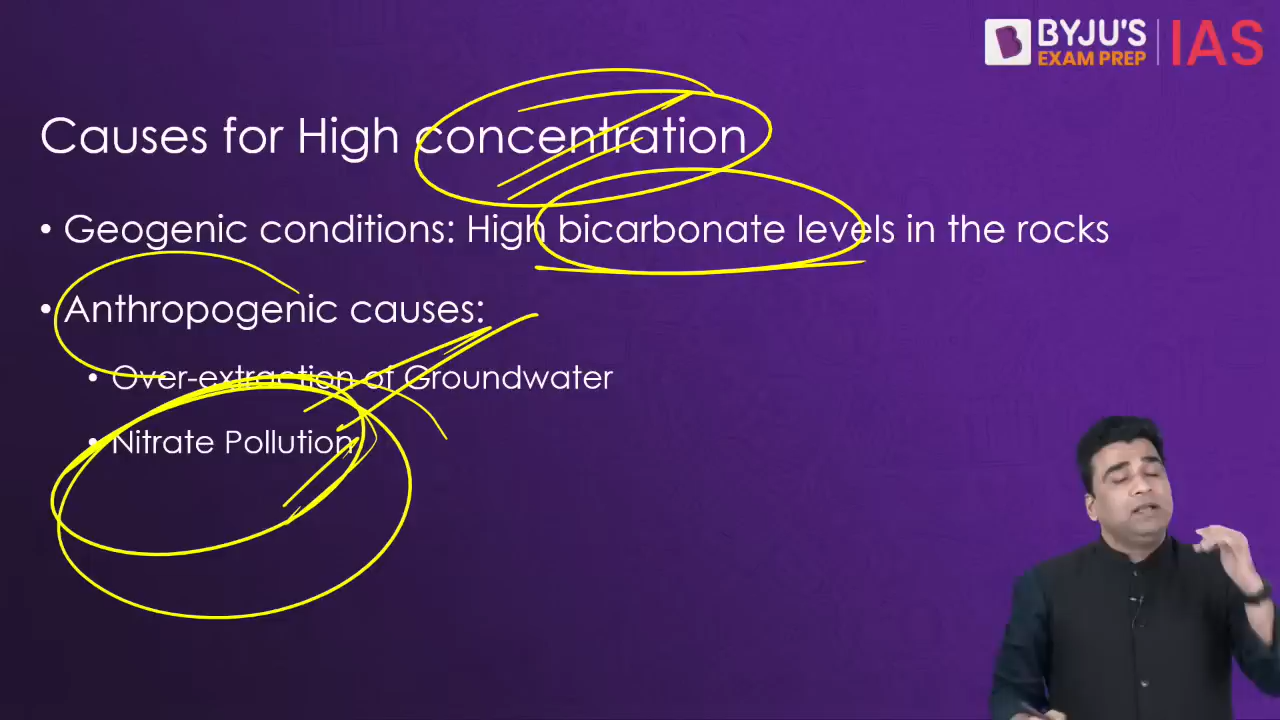 BYJU'S
EXAM PREP
IAS
Causes for High concentration
• Geogenic conditions: High bicarbonate levels in the rocks
• Anthropogenic causes:
• Over-extraction of Groundwater
• Nitrate Pollution